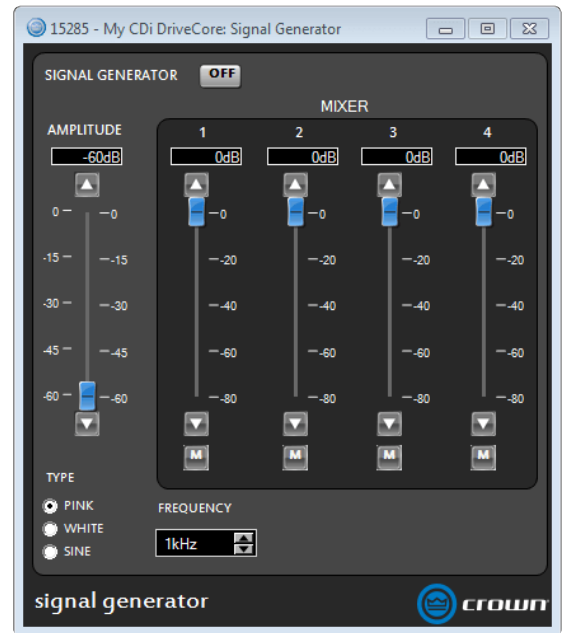 15285 - My CDi DriveCore: Signal Generator
SIGNAL GENERATOR OFF
MIXER
AMPLITUDE 1 2 3 4
-60dB 0dB 0dB 0dB 0dB
0 -0 -0 -0 -0 -0
-15 -15 -20 -20 -20 -20
-30 -30 -40 -40 -40 -40
-45 -45 -60 -60 -60 -60
-60 -60 -80 -80 -80 -80
M M M M
TYPE
PINK FREQUENCY
WHITE
1kHz
SINE
signal generator crown